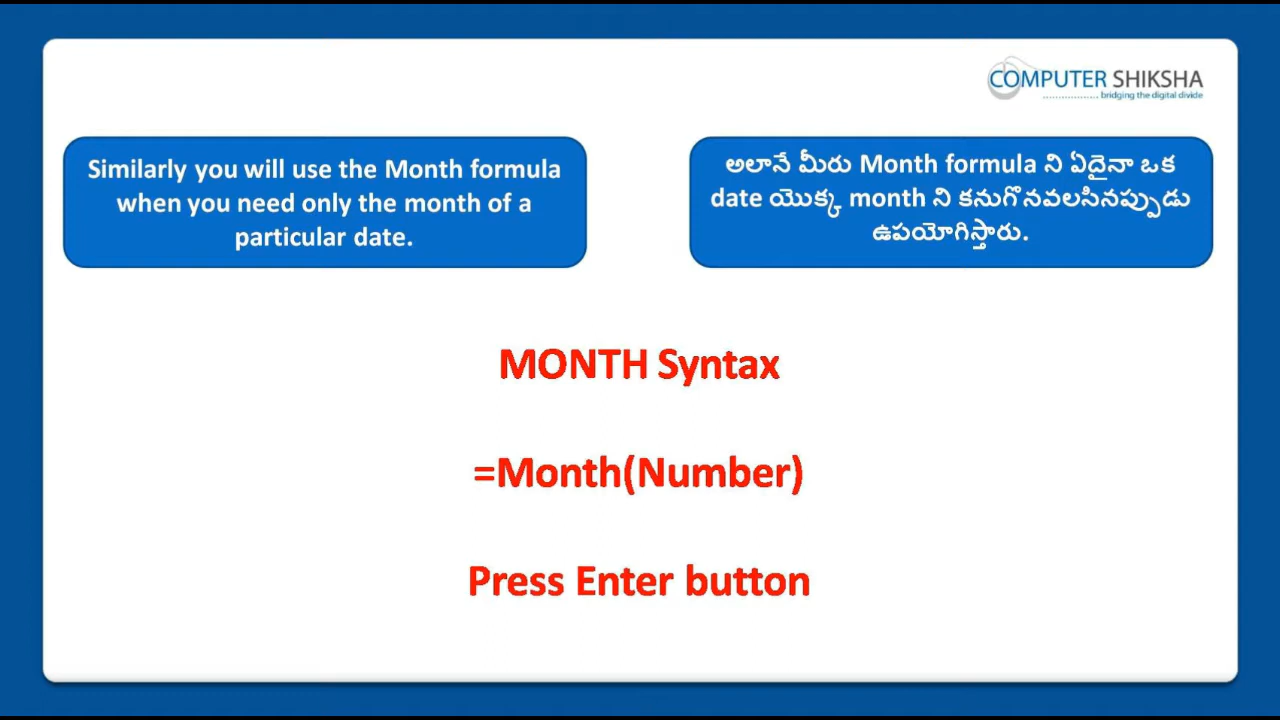 COMPUTER SHIKSHA
bridging the digital divide
Similarly you will use the Month formula
when you need only the month of a
particular date.
అలానే మీరు Month formula ని ఏదైనా ఒక
date యొక్క month ని కనుగొనవలసినప్పుడు
ఉపయోగిస్తారు.
MONTH Syntax
=Month(Number)
Press Enter button